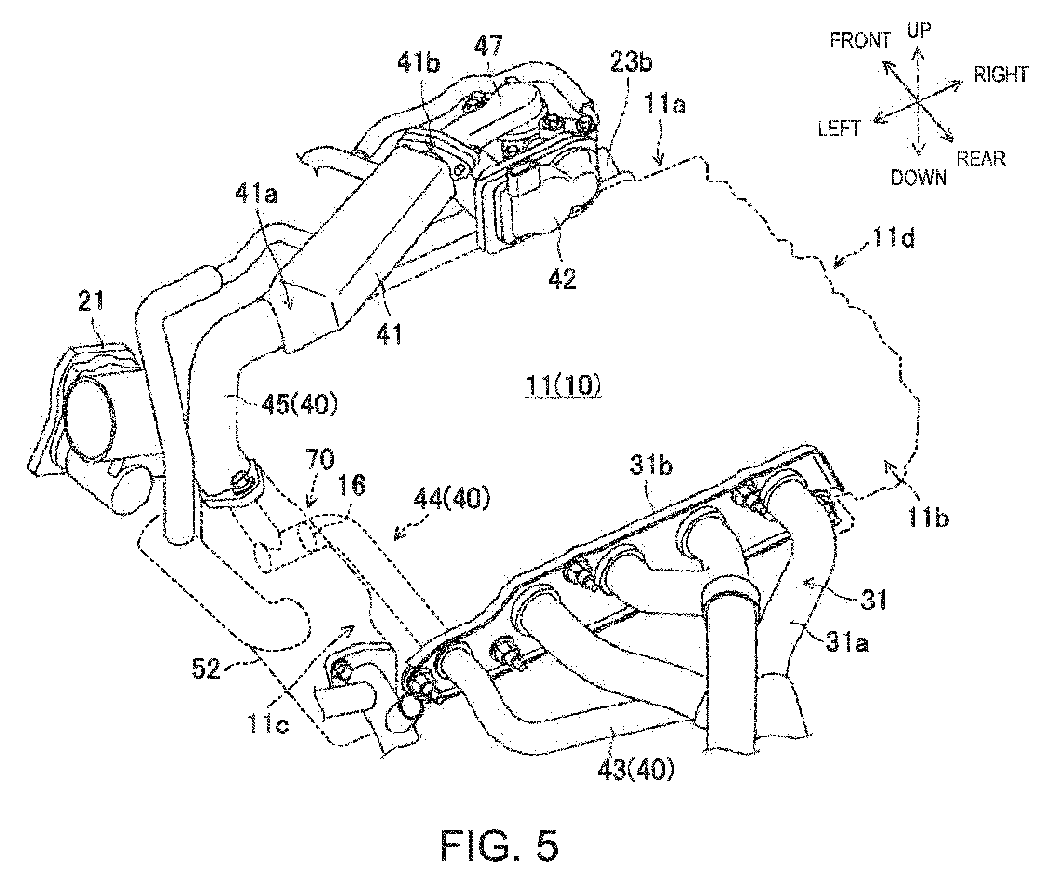 47
41b
23b
11a
UP
FRONT
RIGHT
LEFT
REAR
DOWN
41a
11d
42
21
41
11(10)
45(40)
70
16
44(40)
31b
11b
31
31a
52
11c
43(40)
FIG. 5